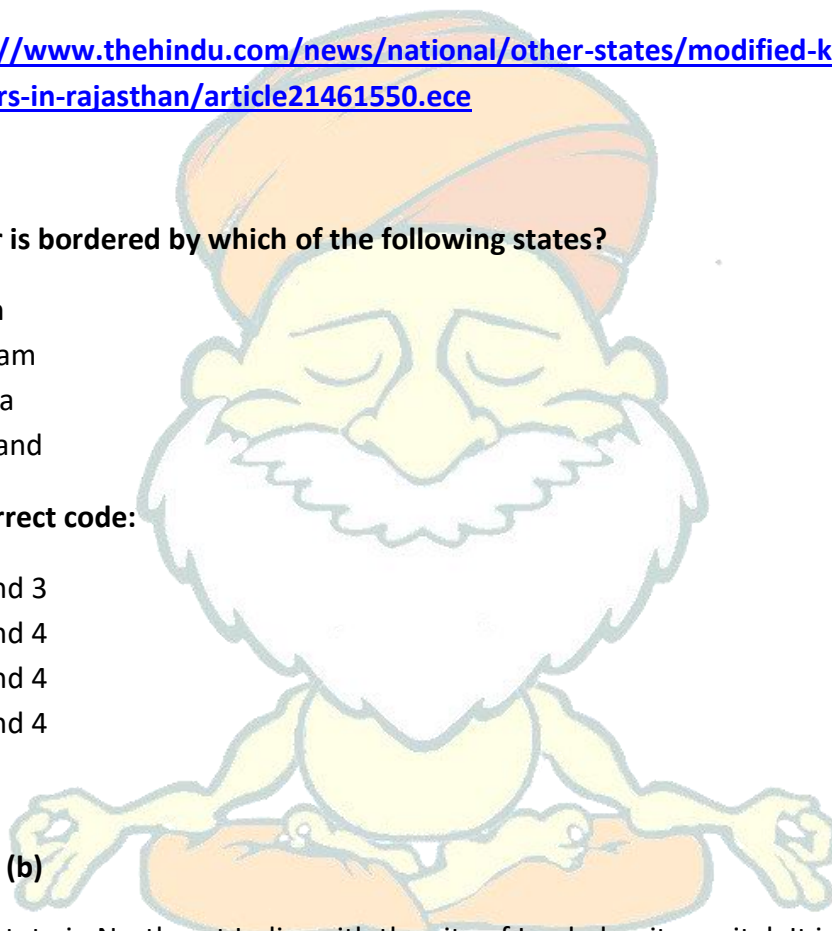 //www.thehindu.com/news/national/other-states/modified-k
rs-in-rajasthan/article21461550.ece
r is bordered by which of the following states?
am
a
and
rrect code:
nd 3
nd 4
nd 4
nd 4
(b)